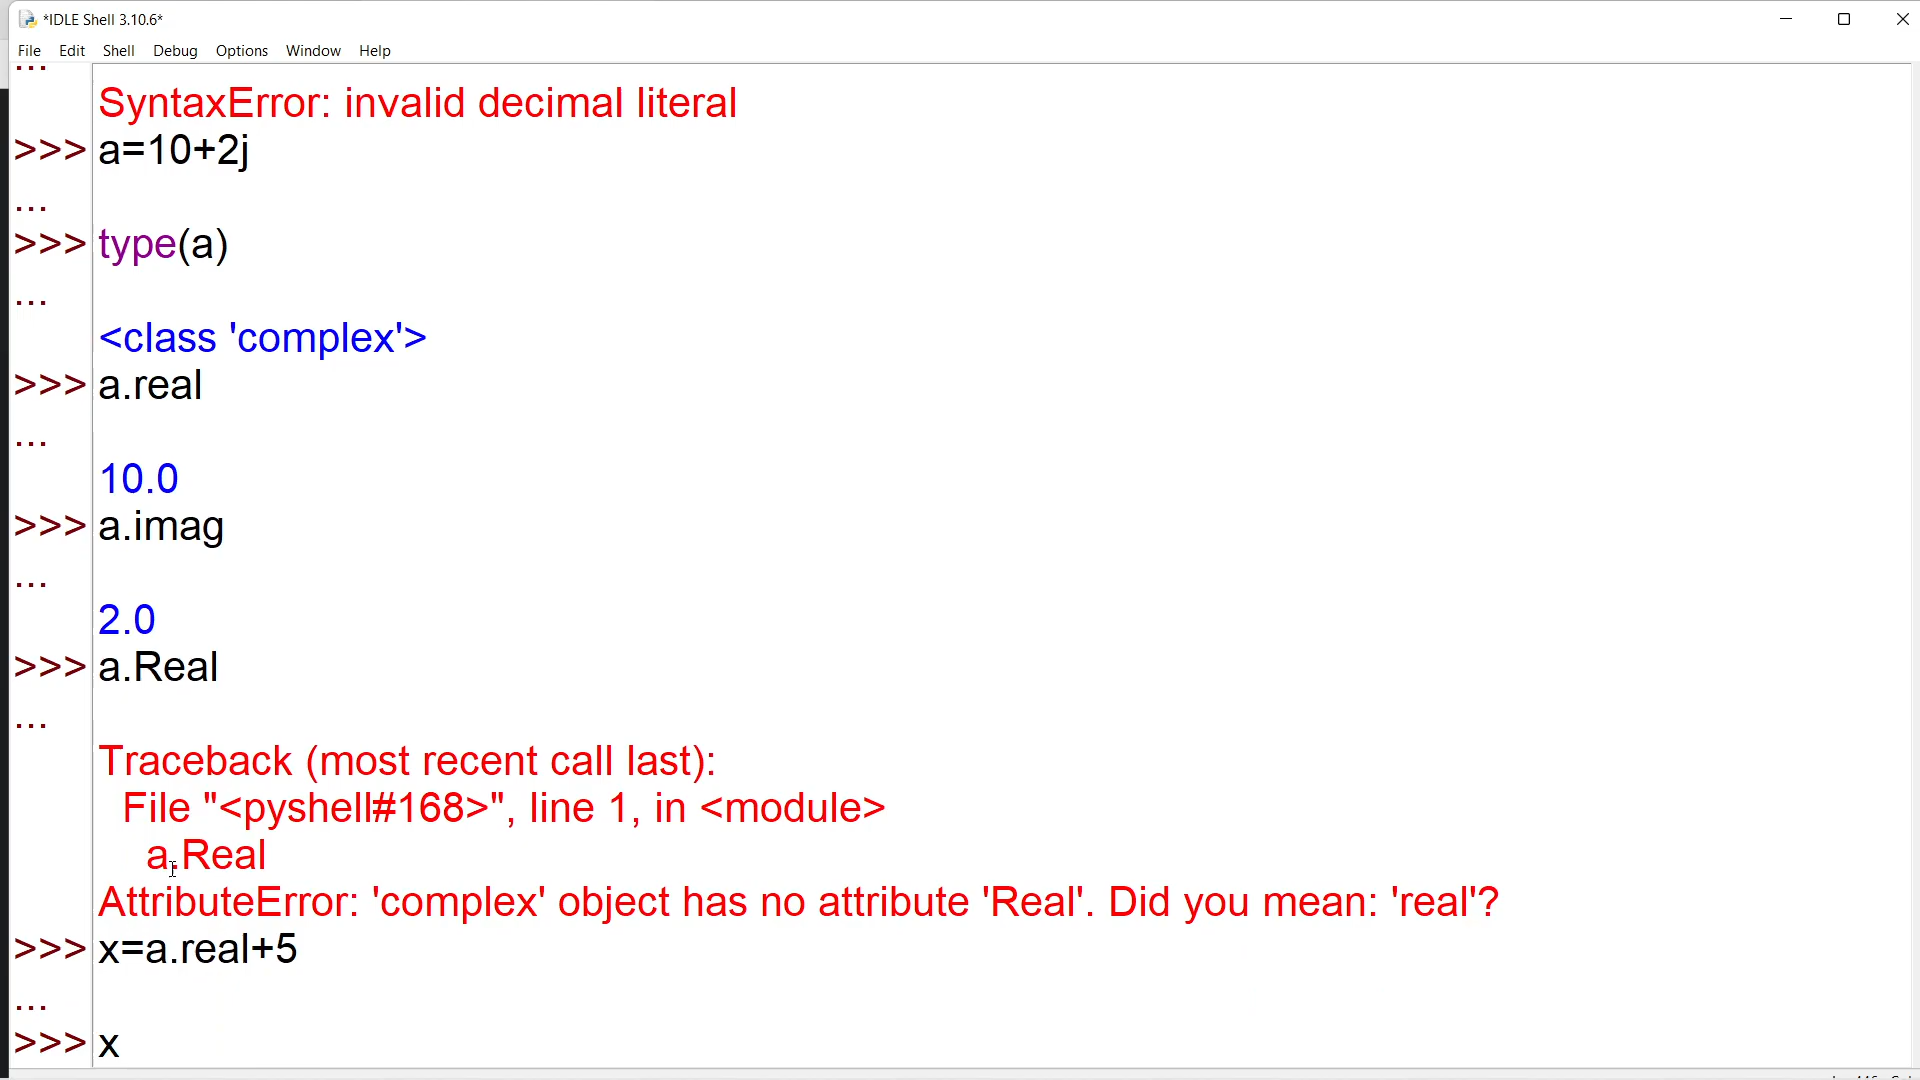 *IDLE Shell 3.10.6*
File Edit Shell Debug Options Window Help
...
SyntaxError: invalid decimal literal
>>> a=10+2j
...
>>> type(a)
...
<class 'complex'>
>>> a.real
...
10.0
>>> a.imag
...
2.0
>>> a.Real
...
Traceback (most recent call last):
File "<pyshell#168>", line 1, in <module>
a.Real
AttributeError: 'complex' object has no attribute 'Real'. Did you mean: 'real'?
>>> x=a.real+5
...
>>> x